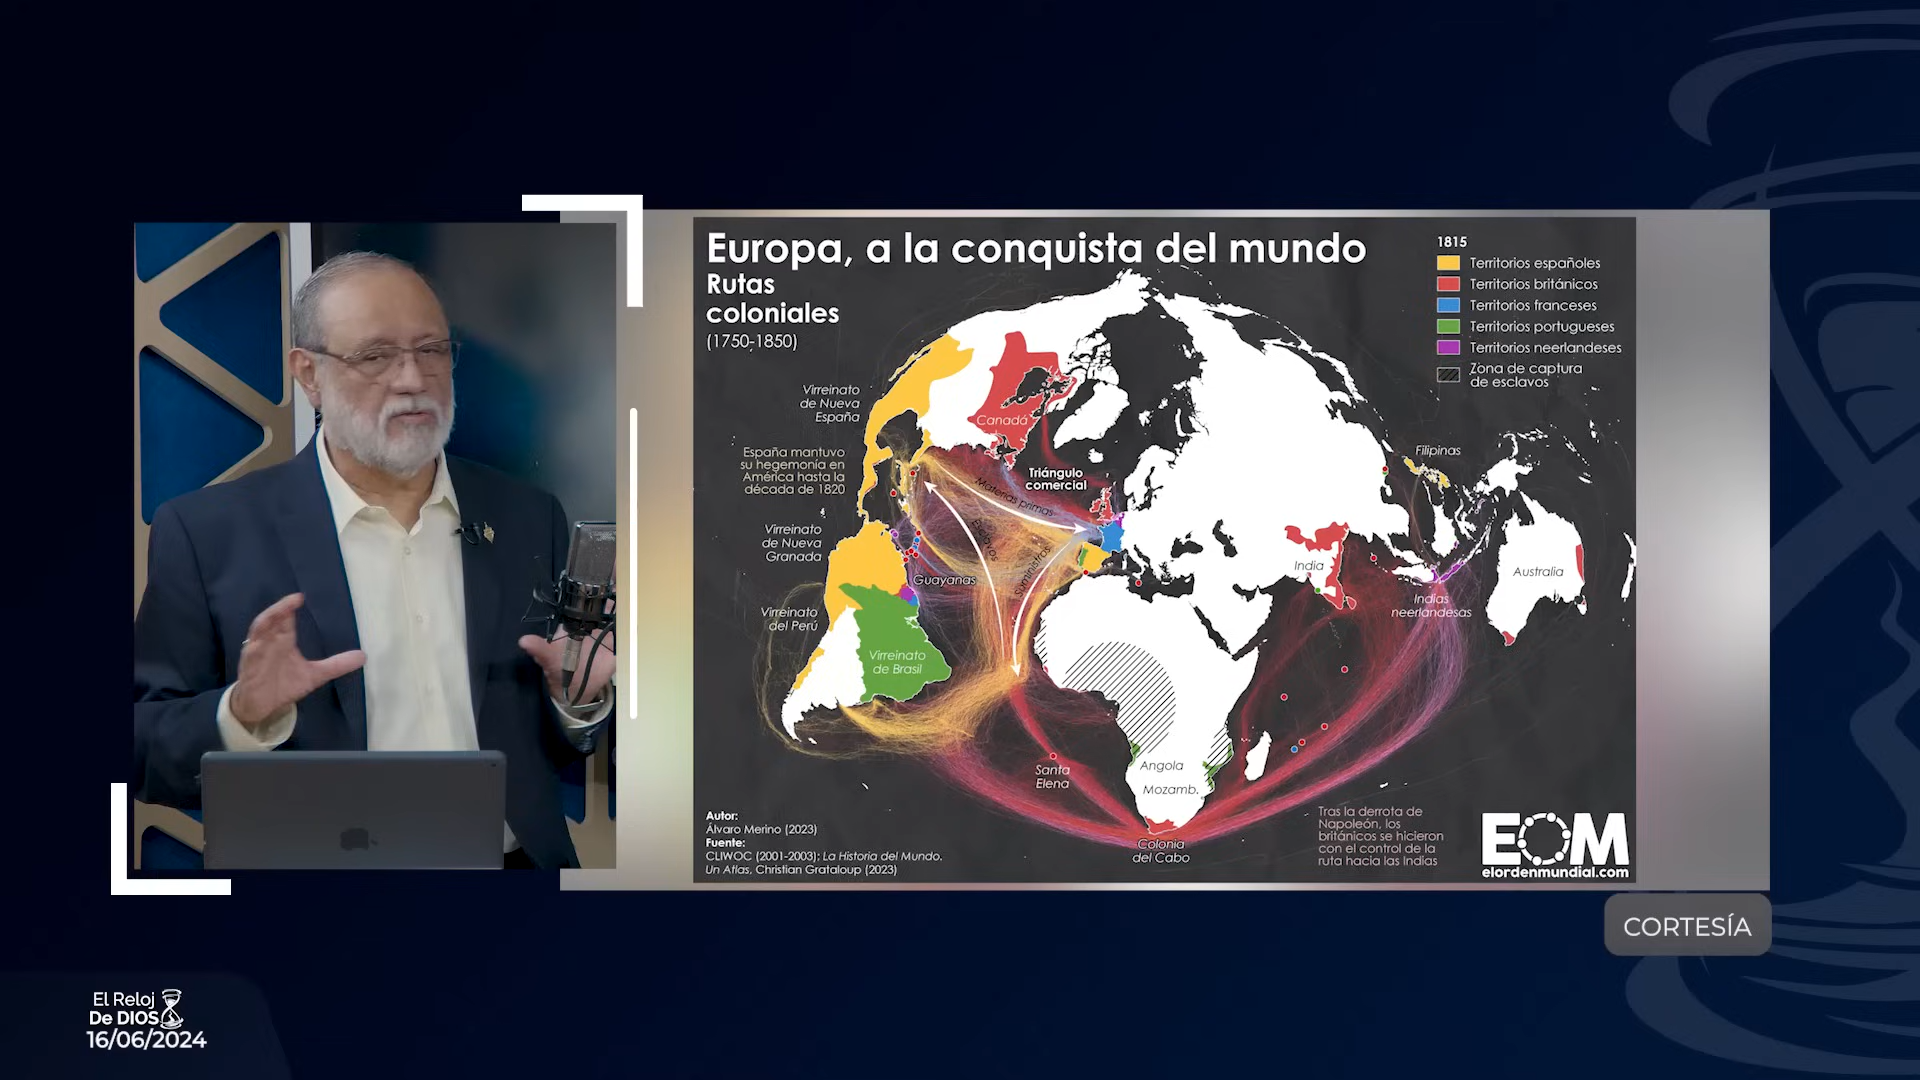 Europa, a la conquista del mundo
Rutas
coloniales
(1750-1850)
1815
Territorios españoles
Territorios británicos
Territorios franceses
Territorios portugueses
Territorios neerlandeses
Zona de captura
de esclavos
Virreinato
de Nueva
España
Canadá
España mantuvo
su hegemonía en
América hasta la
década de 1820
Triángulo
comercial
Materias primas
Esclavos
Suministros
Filipinas
Virreinato
de Nueva
Granada
Guayanas
India
Australia
Indias
neerlandesas
Virreinato
del Perú
Virreinato
de Brasil
Santa
Elena
Angola
Mozamb.
Colonia
del Cabo
Tras la derrota de
Napoleón, los
británicos se hicieron
con el control de la
ruta hacia las Indias
Autor:
Álvaro Merino (2023)
Fuente:
CLIWOC (2001-2003); La Historia del Mundo.
Un Atlas, Christian Grataloup (2023)
EOM
elordenmundial.com
CORTESÍA
El Reloj
De DIOS
16/06/2024